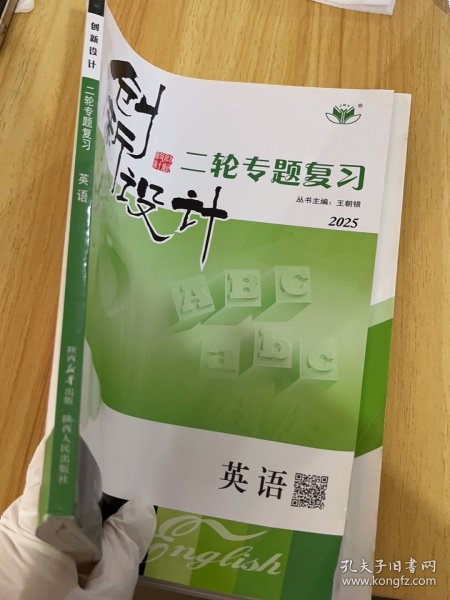 创新设计
二轮专题复习
英语
陕西新华出版
陕西人民出版社
创新设计
二轮专题复习
丛书主编：王朝银
2025
ABC
abc
英语
English
孔夫子旧书网
www.kongfz.com